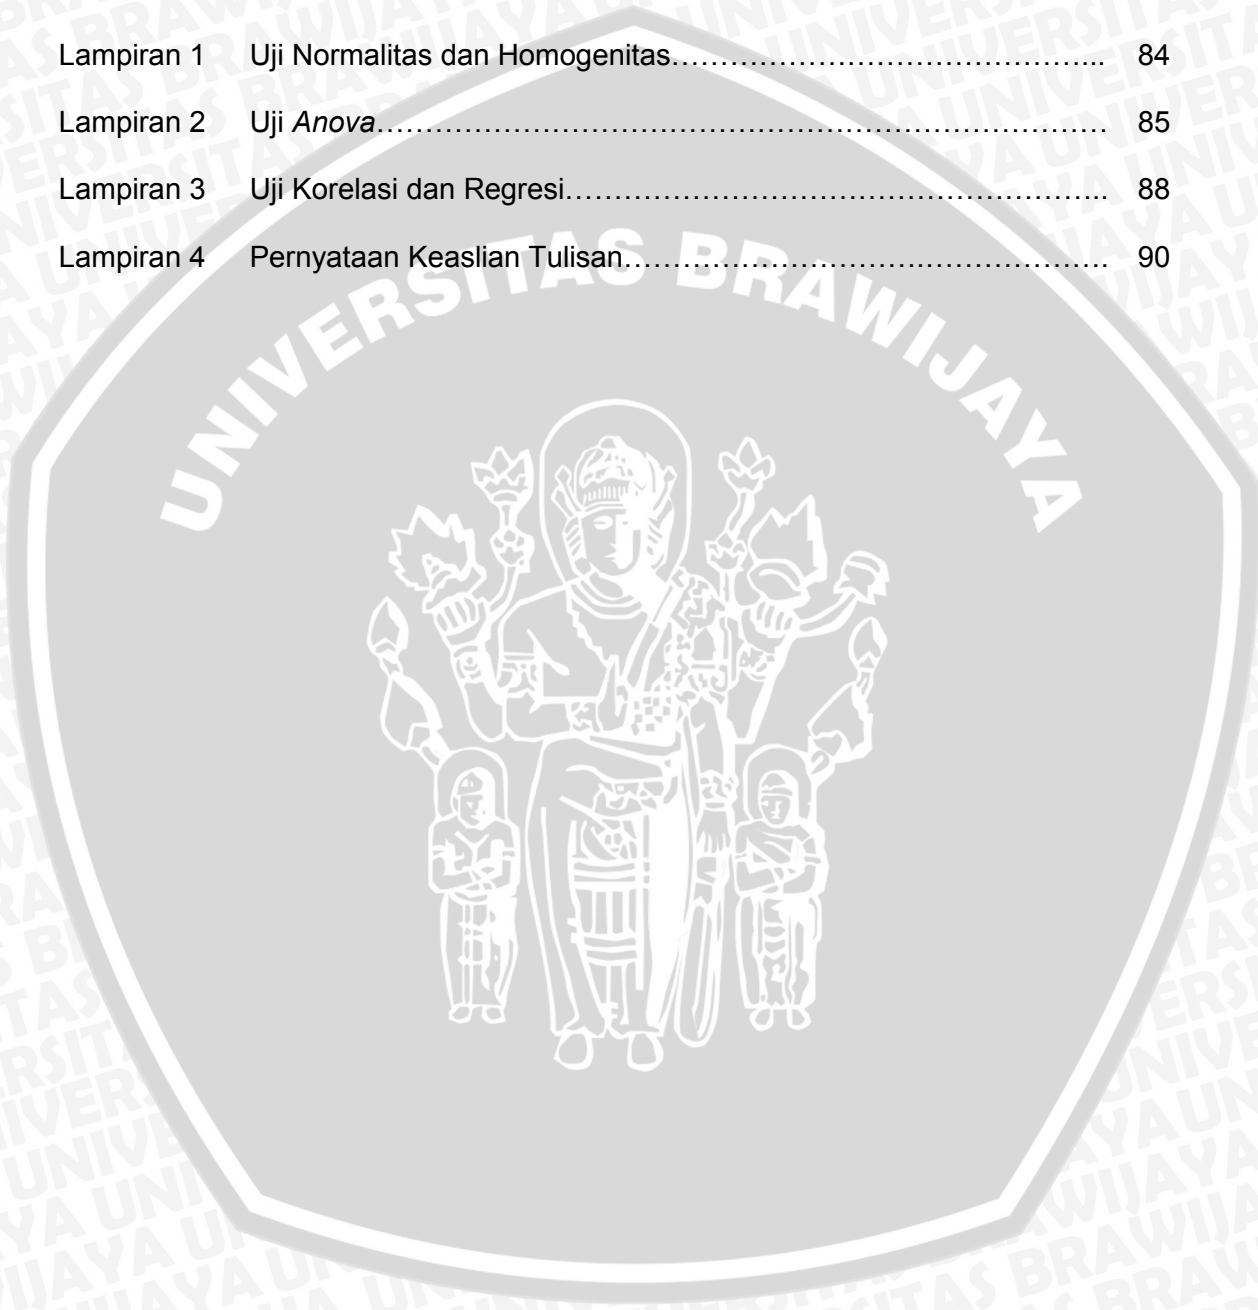 Lampiran 1 Uji Normalitas dan Homogenitas…………………………………….. 84
Lampiran 2 Uji Anova………………………………………………………………… 85
Lampiran 3 Uji Korelasi dan Regresi……………………………………………….. 88
Lampiran 4 Pernyataan Keaslian Tulisan…………………………………………… 90
UNIVERSITAS BRAWIJAYA